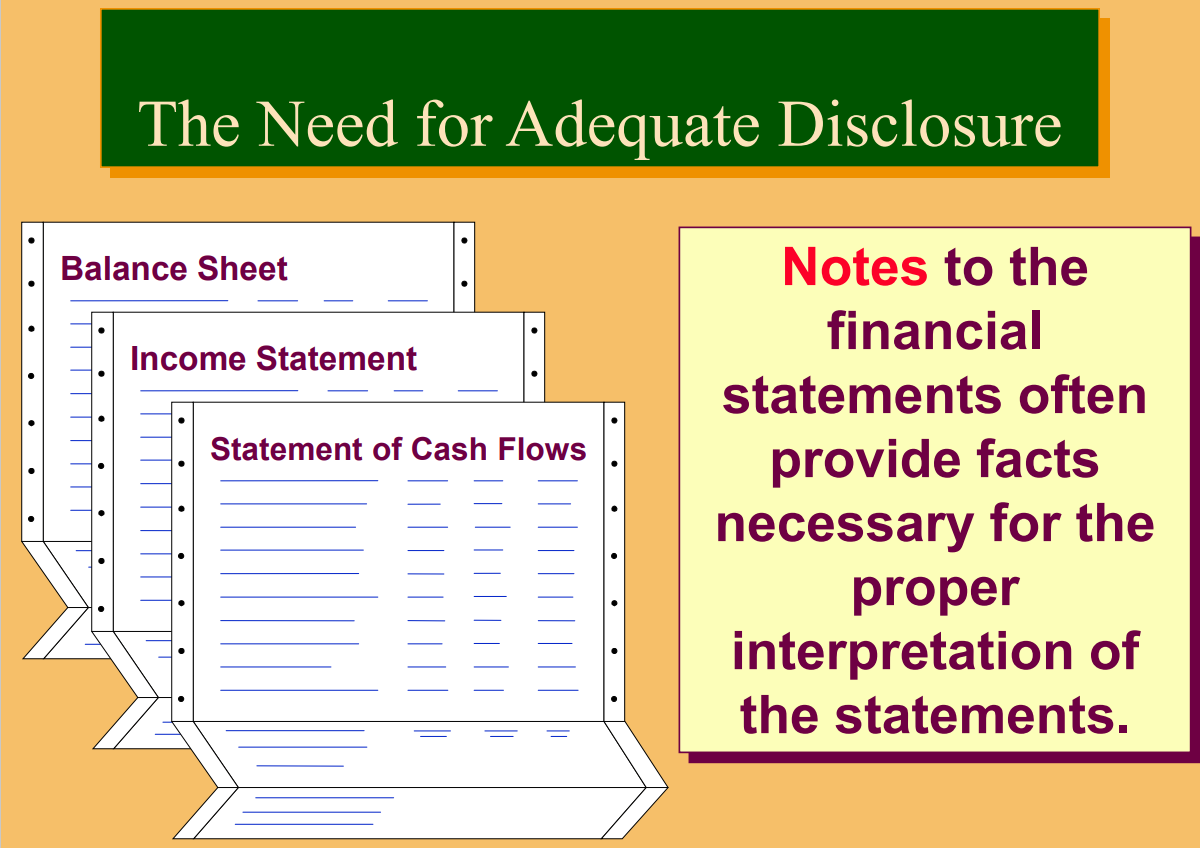 The Need for Adequate Disclosure
Balance Sheet
Income Statement
Statement of Cash Flows
Notes to the
financial
statements often
provide facts
necessary for the
proper
interpretation of
the statements.